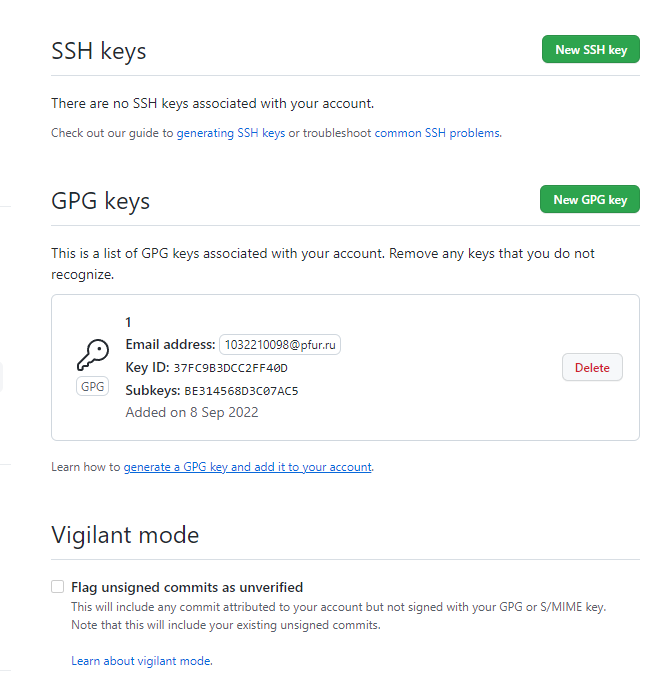 SSH keys
New SSH key
There are no SSH keys associated with your account.
Check out our guide to generating SSH keys or troubleshoot common SSH problems.
GPG keys
New GPG key
This is a list of GPG keys associated with your account. Remove any keys that you do not
recognize.
1
Email address: 1032210098@pfur.ru
Key ID: 37FC9B3DCC2FF40D
GPG
Subkeys: BE314568D3C07AC5
Added on 8 Sep 2022
Delete
Learn how to generate a GPG key and add it to your account.
Vigilant mode
Flag unsigned commits as unverified
This will include any commit attributed to your account but not signed with your GPG or S/MIME key.
Note that this will include your existing unsigned commits.
Learn about vigilant mode.